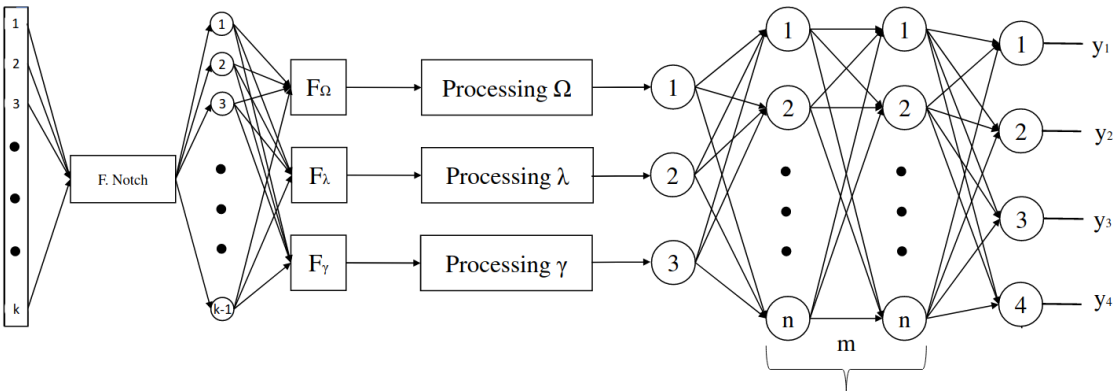 1
2
3
k
F. Notch
1
2
3
k-1
FΩ
Fλ
Fγ
Processing Ω
Processing λ
Processing γ
1
2
3
1
2
n
1
2
n
m
1
2
3
4
y1
y2
y3
y4